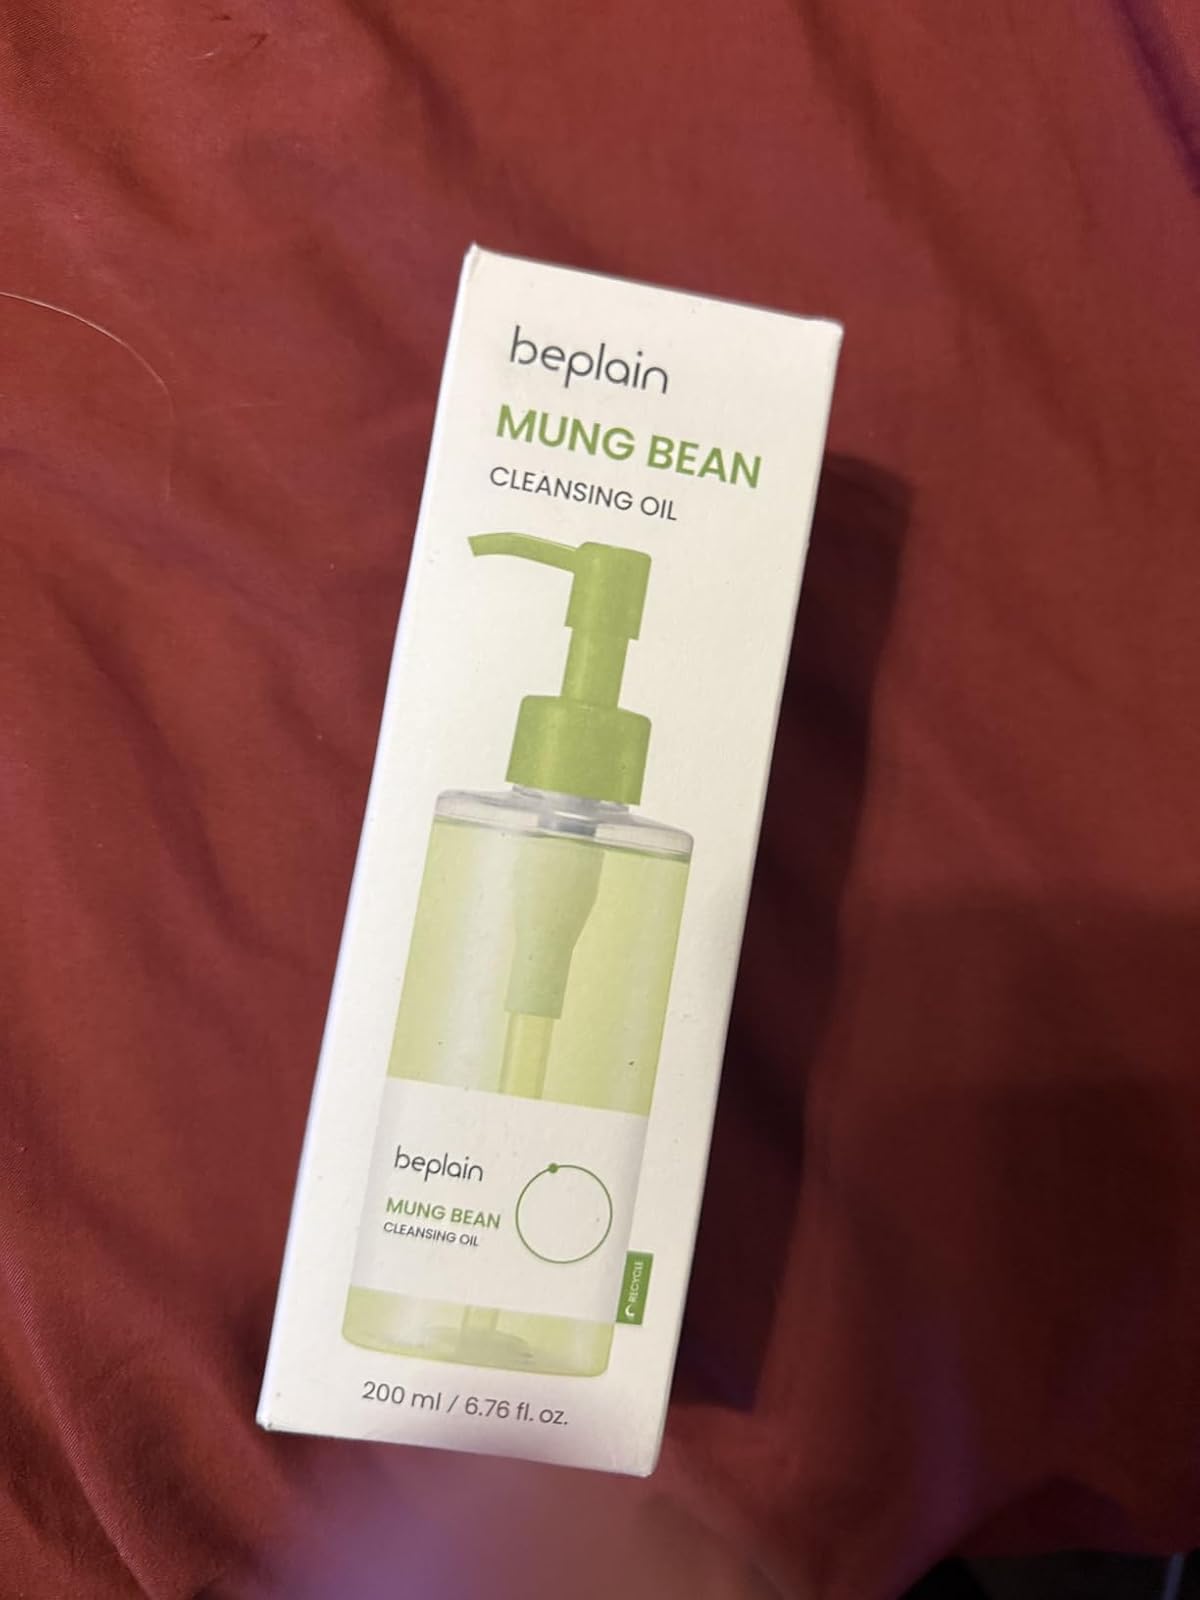 beplain
MUNG BEAN
CLEANSING OIL
beplain
MUNG BEAN
CLEANSING OIL
RECYCLE
200 ml / 6.76 fl. oz.